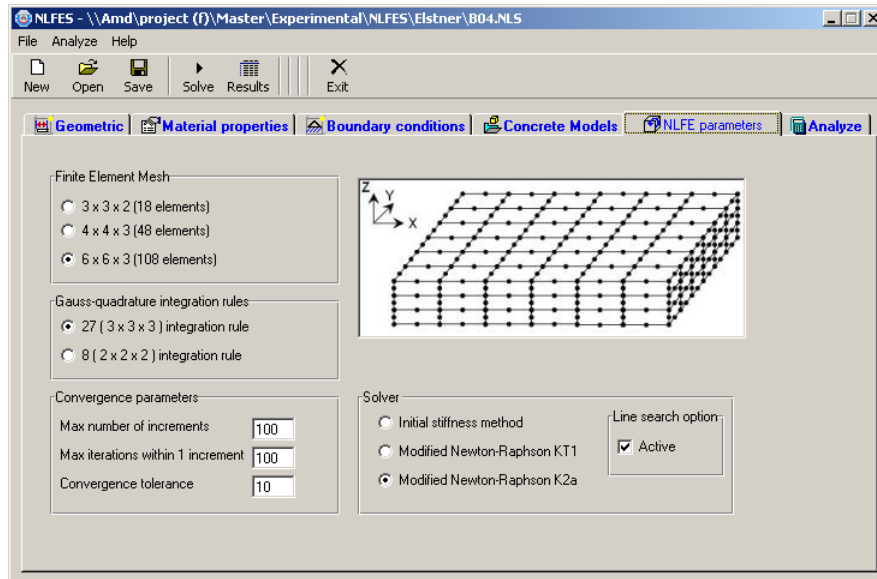 NLFES - \\Amd\project (f)\Master\Experimental\NLFES\Elstner\B04.NLS
File Analyze Help
New Open Save Solve Results Exit
Geometric Material properties Boundary conditions Concrete Models NLFE parameters Analyze
Finite Element Mesh
3 x 3 x 2 (18 elements)
4 x 4 x 3 (48 elements)
6 x 6 x 3 (108 elements)
Z
Y
X
Gauss-quadrature integration rules
27 ( 3 x 3 x 3 ) integration rule
8 ( 2 x 2 x 2 ) integration rule
Convergence parameters
Max number of increments 100
Max iterations within 1 increment 100
Convergence tolerance 10
Solver
Initial stiffness method
Modified Newton-Raphson KT1
Modified Newton-Raphson K2a
Line search option
Active